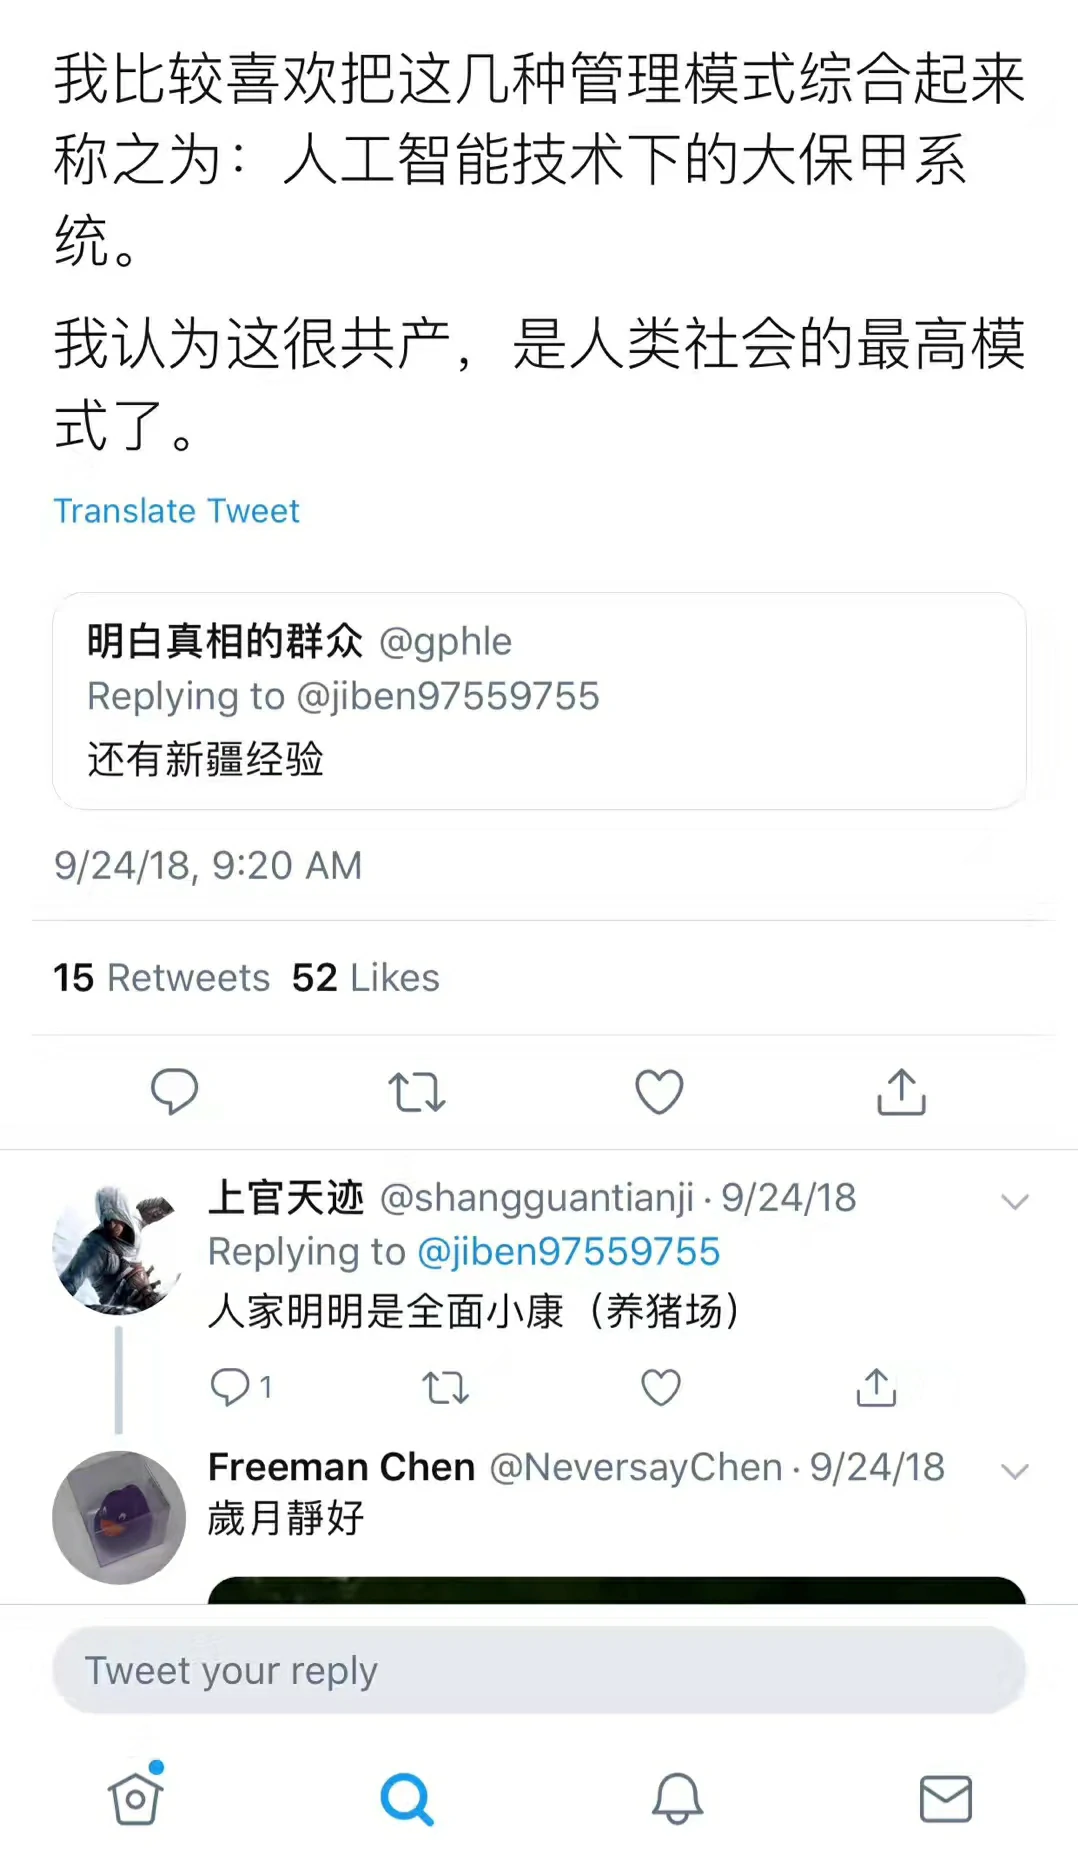 我比较喜欢把这几种管理模式综合起来
称之为：人工智能技术下的大保甲系
统。
我认为这很共产，是人类社会的最高模
式了。
Translate Tweet
明白真相的群众 @gphle
Replying to @jiben97559755
还有新疆经验
9/24/18, 9:20 AM
15 Retweets 52 Likes
上官天迹 @shangguantianji · 9/24/18
Replying to @jiben97559755
人家明明是全面小康（养猪场）
1
Freeman Chen @NeversayChen · 9/24/18
歲月靜好
Tweet your reply